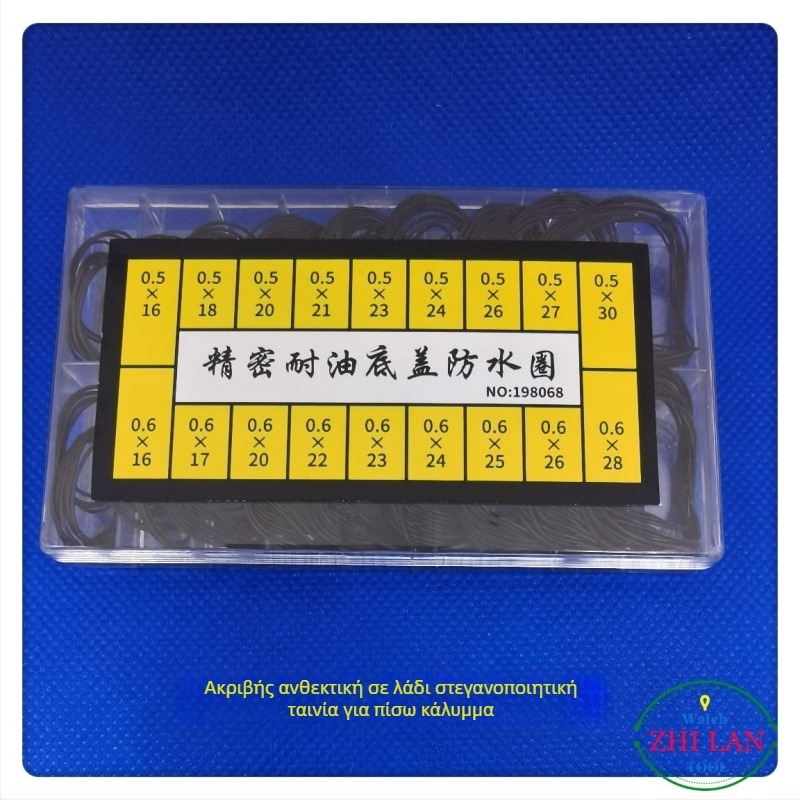 0.5 × 16
0.5 × 18
0.5 × 20
0.5 × 21
0.5 × 23
0.5 × 24
0.5 × 26
0.5 × 27
0.5 × 30
精密耐油底盖防水圈
NO:198068
0.6 × 16
0.6 × 17
0.6 × 20
0.6 × 22
0.6 × 23
0.6 × 24
0.6 × 25
0.6 × 26
0.6 × 28
Ακριβής ανθεκτική σε λάδι στεγανοποιητική
ταινία για πίσω κάλυμμα
Watch
ZHI LAN
TOOL